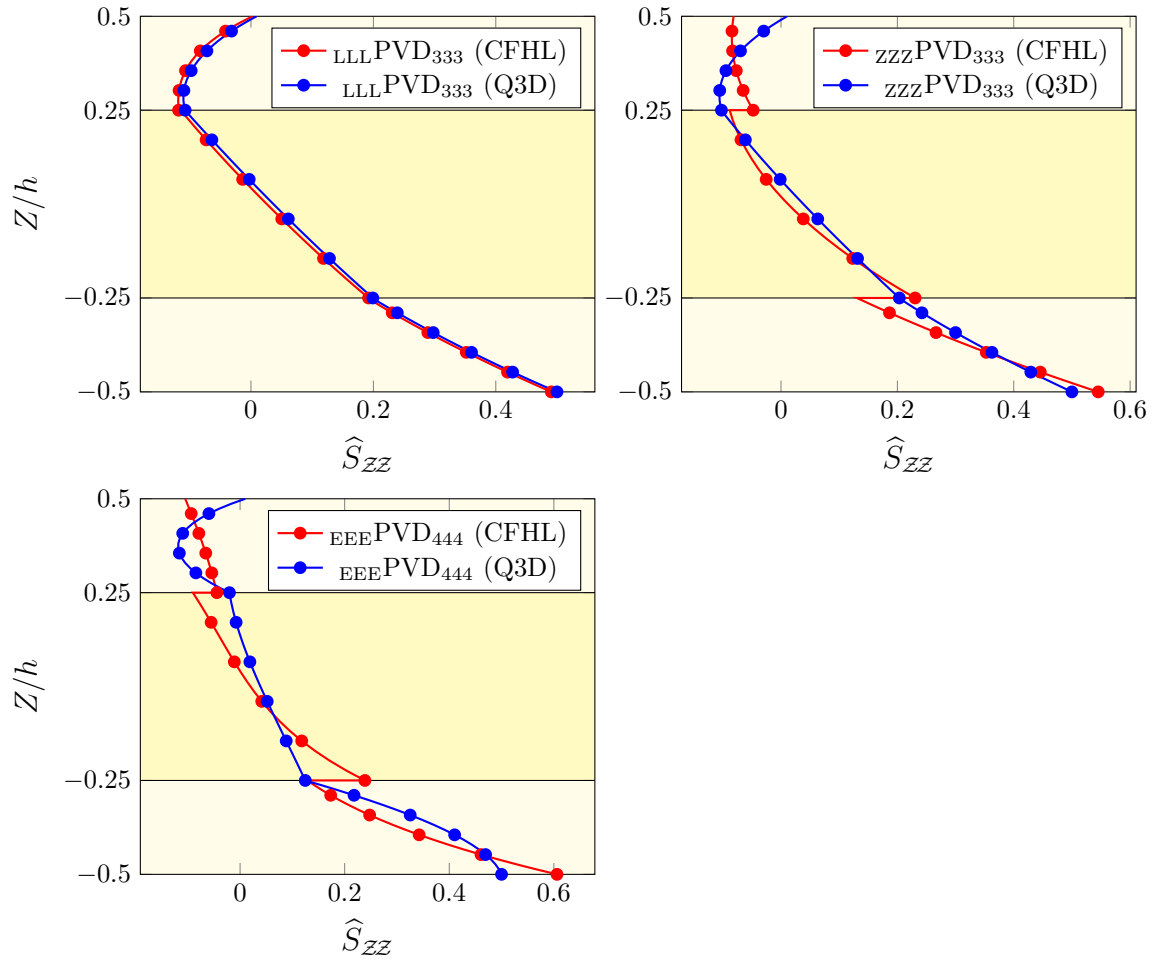 0.5
0.25
−0.25
−0.5
Z/h
LLLPVD333 (CFHL)
LLLPVD333 (Q3D)
0 0.2 0.4
ŜZZ
0.5
0.25
−0.25
−0.5
ZZZPVD333 (CFHL)
ZZZPVD333 (Q3D)
0 0.2 0.4 0.6
ŜZZ
0.5
0.25
−0.25
−0.5
Z/h
EEEPVD444 (CFHL)
EEEPVD444 (Q3D)
0 0.2 0.4 0.6
ŜZZ